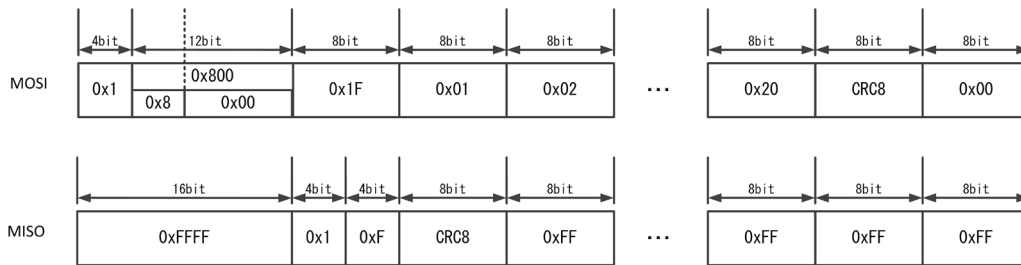 4bit 12bit 8bit 8bit 8bit 8bit 8bit 8bit
MOSI 0x1 0x800 0x1F 0x01 0x02 ... 0x20 CRC8 0x00
0x8 0x00
16bit 4bit 4bit 8bit 8bit 8bit 8bit 8bit
MISO 0xFFFF 0x1 0xF CRC8 0xFF ... 0xFF 0xFF 0xFF